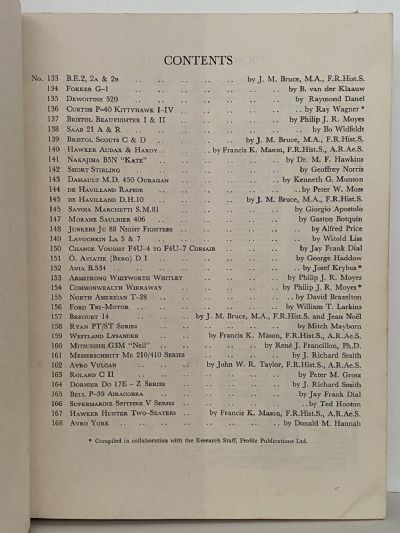 CONTENTS
No. 133 B.E.2, 2A & 2B .. .. .. .. .. .. by J. M. Bruce, M.A., F.R.Hist.S.
134 Fokker G–1 .. .. .. .. .. .. by B. van der Klaauw
135 Dewoitine 520 .. .. .. .. .. .. by Raymond Danel
136 Curtiss P–40 Kittyhawk I–IV .. .. .. .. .. by Ray Wagner *
137 Bristol Beaufighter I & II .. .. .. .. by Philip J. R. Moyes
138 Saab 21 A & R .. .. .. .. .. .. by Bo Widfeldt
139 Bristol Scouts C & D .. .. .. .. by J. M. Bruce, M.A., F.R.Hist.S.
140 Hawker Audax & Hardy .. .. by Francis K. Mason, F.R.Hist.S., A.R.Ae.S.
141 Nakajima B5N "Kate" .. .. .. .. .. by Dr. M. F. Hawkins
142 Short Stirling .. .. .. .. .. .. by Geoffrey Norris
143 Dassault M.D. 450 Ouragan .. .. .. .. by Kenneth G. Munson
144 de Havilland Rapide .. .. .. .. .. by Peter W. Moss
145 de Havilland D.H.10 .. .. .. .. by J. M. Bruce, M.A., F.R.Hist.S.
146 Savoia Marchetti S.M.81 .. .. .. .. .. by Giorgio Apostolo
147 Morane Saulnier 406 .. .. .. .. .. by Gaston Botquin
148 Junkers Ju 88 Night Fighters .. .. .. .. by Alfred Price
149 Lavochkin La 5 & 7 .. .. .. .. .. by Witold Liss
150 Chance Vought F4U–4 to F4U–7 Corsair .. .. .. by Jay Frank Dial
151 O. Aviatik (Berg) D I .. .. .. .. .. by George Haddow
152 Avia B.534 .. .. .. .. .. .. by Josef Krybus *
153 Armstrong Whitworth Whitley .. .. .. .. by Philip J. R. Moyes
154 Commonwealth Wirraway .. .. .. .. by Philip J. R. Moyes *
155 North American T–28 .. .. .. .. .. by David Brazelton
156 Ford Tri-Motor .. .. .. .. .. .. by William T. Larkins
157 Breguet 14 .. .. .. by J. M. Bruce, M.A., F.R.Hist.S. and Jean Noël
158 Ryan PT/ST Series .. .. .. .. .. by Mitch Mayborn
159 Westland Lysander .. .. .. by Francis K. Mason, F.R.Hist.S., A.R.Ae.S.
160 Mitsubishi G3M "Nell" .. .. .. .. by René J. Francillon, Ph.D.
161 Messerschmitt Me 210/410 Series .. .. .. .. by J. Richard Smith
162 Avro Vulcan .. .. .. by John W. R. Taylor, F.R.Hist.S., A.R.Ae.S.
163 Roland C II .. .. .. .. .. .. by Peter M. Grosz
164 Dornier Do 17E – Z Series .. .. .. .. by J. Richard Smith
165 Bell P–39 Airacobra .. .. .. .. .. by Jay Frank Dial
166 Supermarine Spitfire V Series .. .. .. .. by Ted Hooton
167 Hawker Hunter Two-Seaters .. .. by Francis K. Mason, F.R.Hist.S., A.R.Ae.S.
168 Avro York .. .. .. .. .. .. by Donald M. Hannah
* Compiled in collaboration with the Research Staff, Profile Publications Ltd.